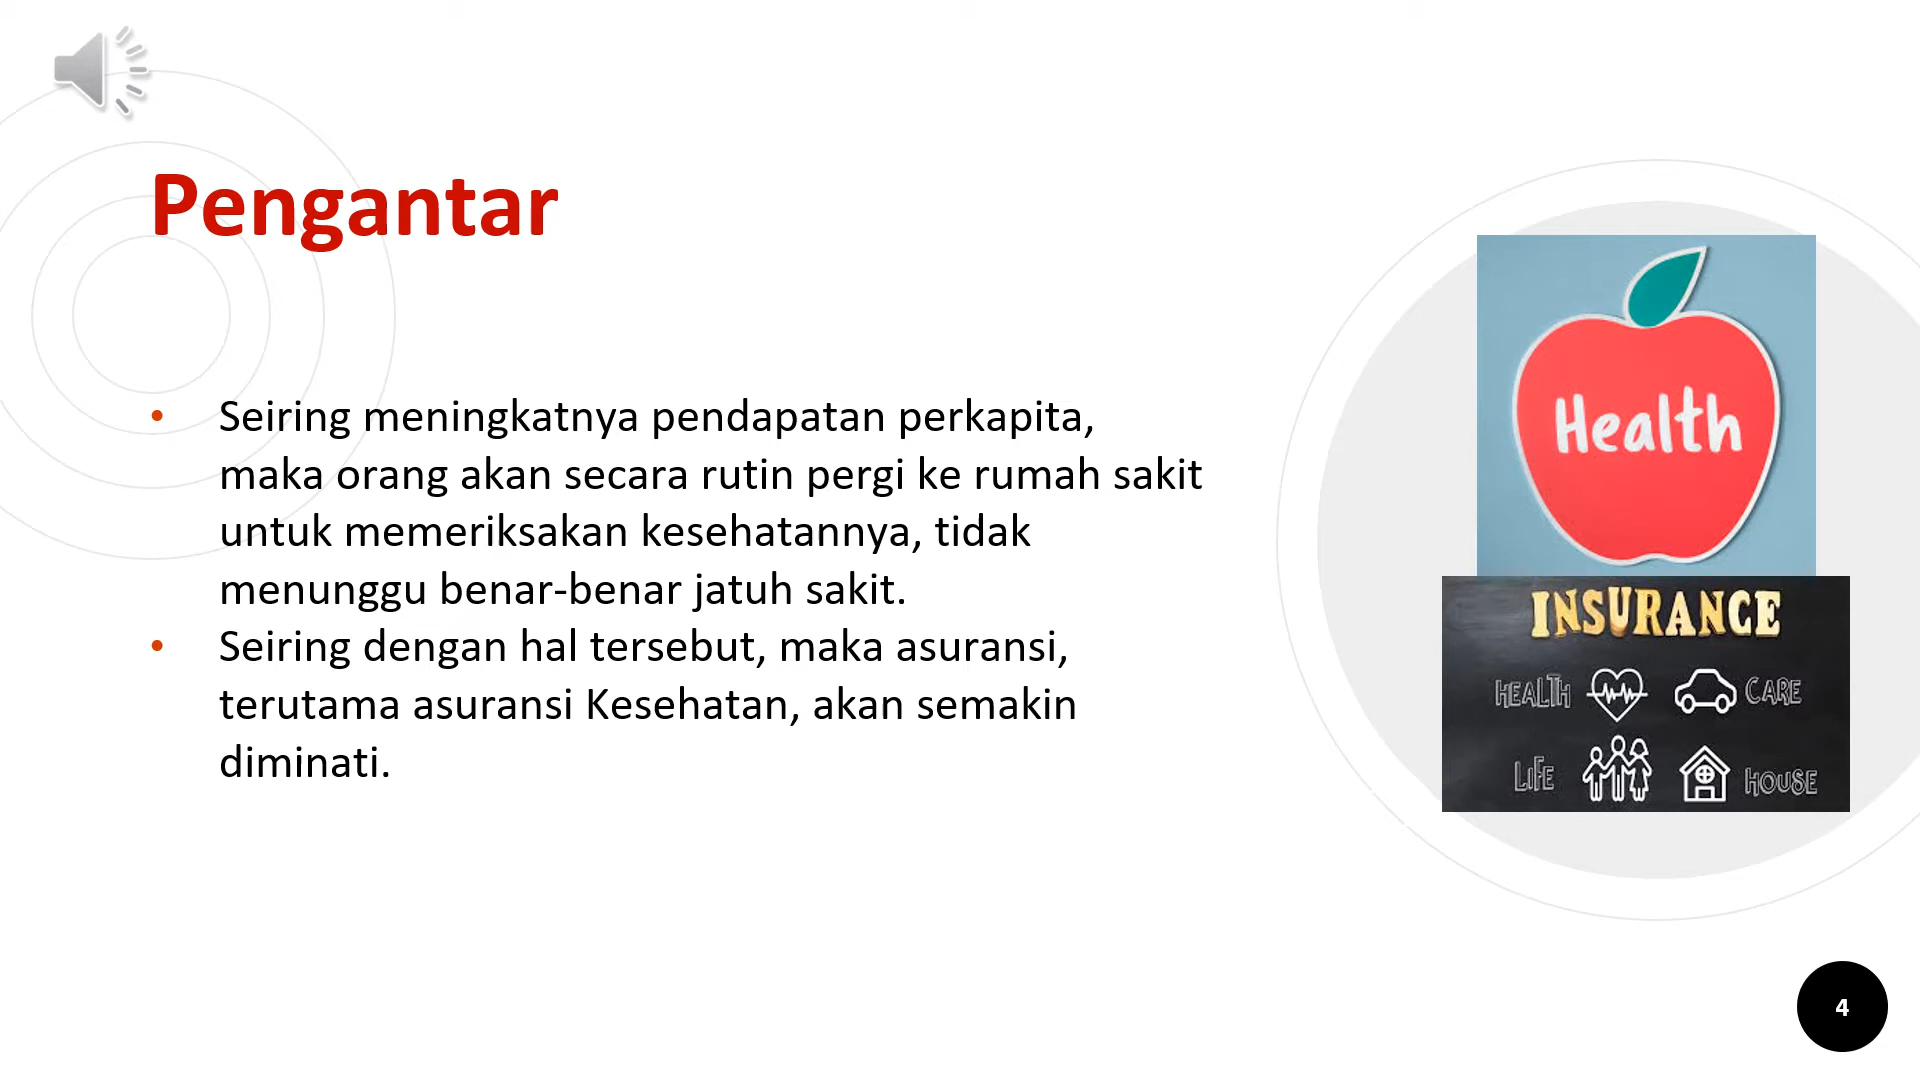 Pengantar
• Seiring meningkatnya pendapatan perkapita,
maka orang akan secara rutin pergi ke rumah sakit
untuk memeriksakan kesehatannya, tidak
menunggu benar-benar jatuh sakit.
• Seiring dengan hal tersebut, maka asuransi,
terutama asuransi Kesehatan, akan semakin
diminati.
Health
INSURANCE
HEALTH CARE
LIFE HOUSE
4